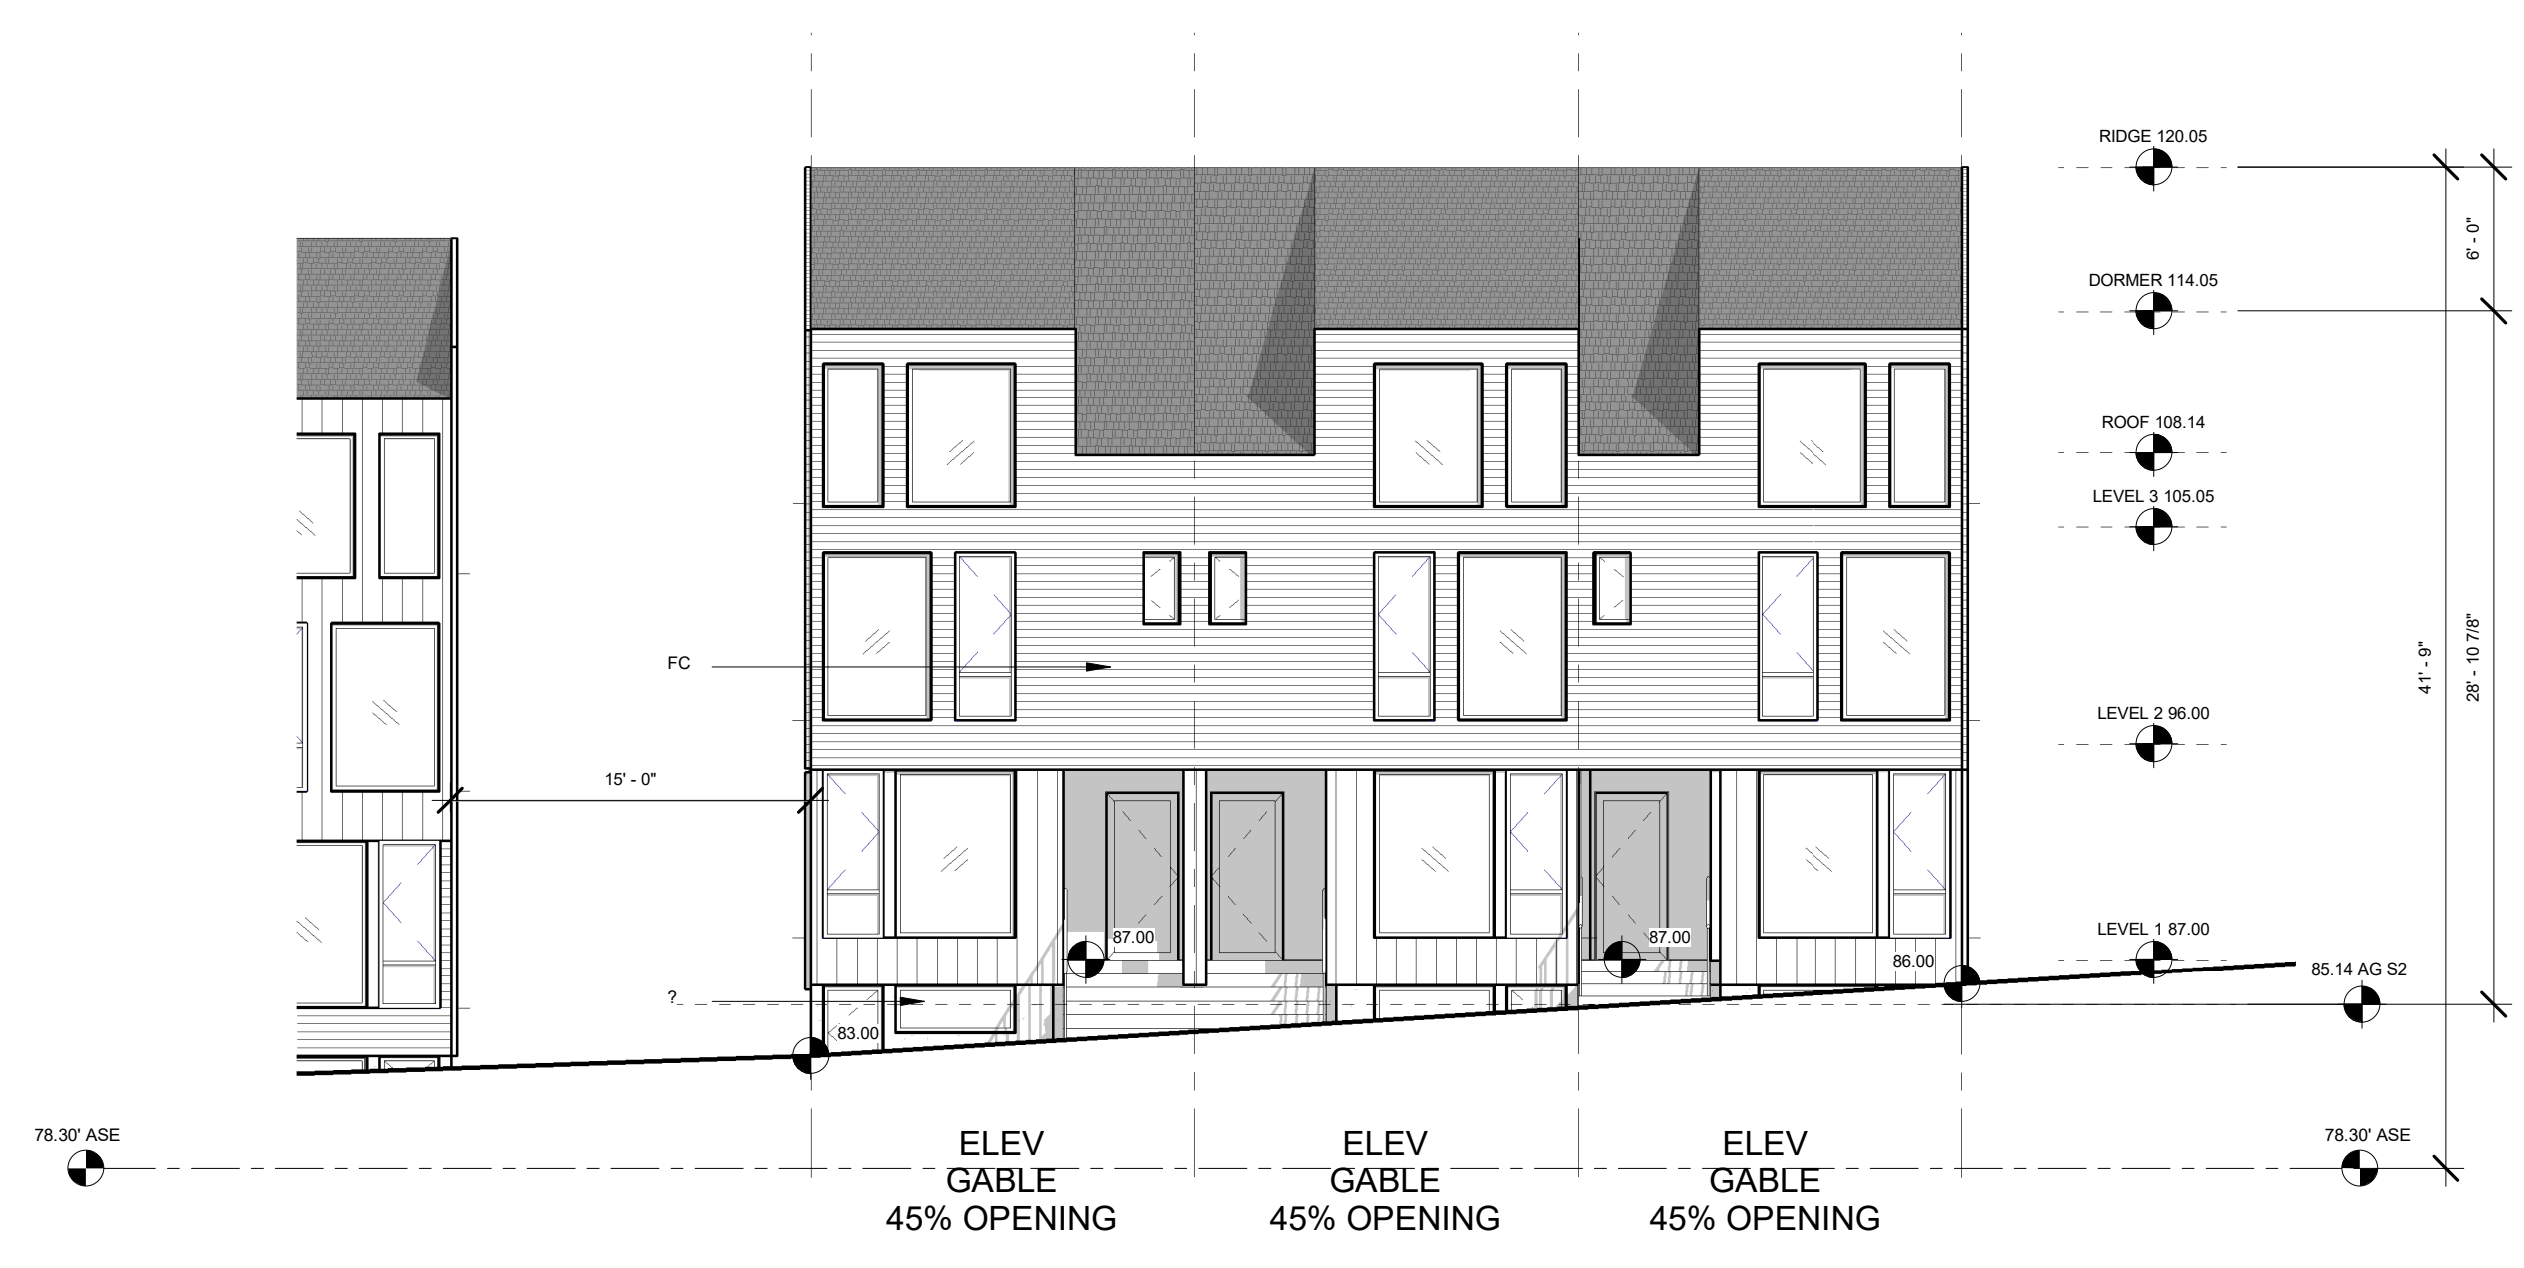 RIDGE 120.05
6' - 0"
DORMER 114.05
ROOF 108.14
LEVEL 3 105.05
FC
41' - 9"
28' - 10 7/8"
LEVEL 2 96.00
15' - 0"
87.00
87.00
LEVEL 1 87.00
86.00
85.14 AG S2
?
83.00
78.30' ASE
78.30' ASE
ELEV
GABLE
45% OPENING
ELEV
GABLE
45% OPENING
ELEV
GABLE
45% OPENING